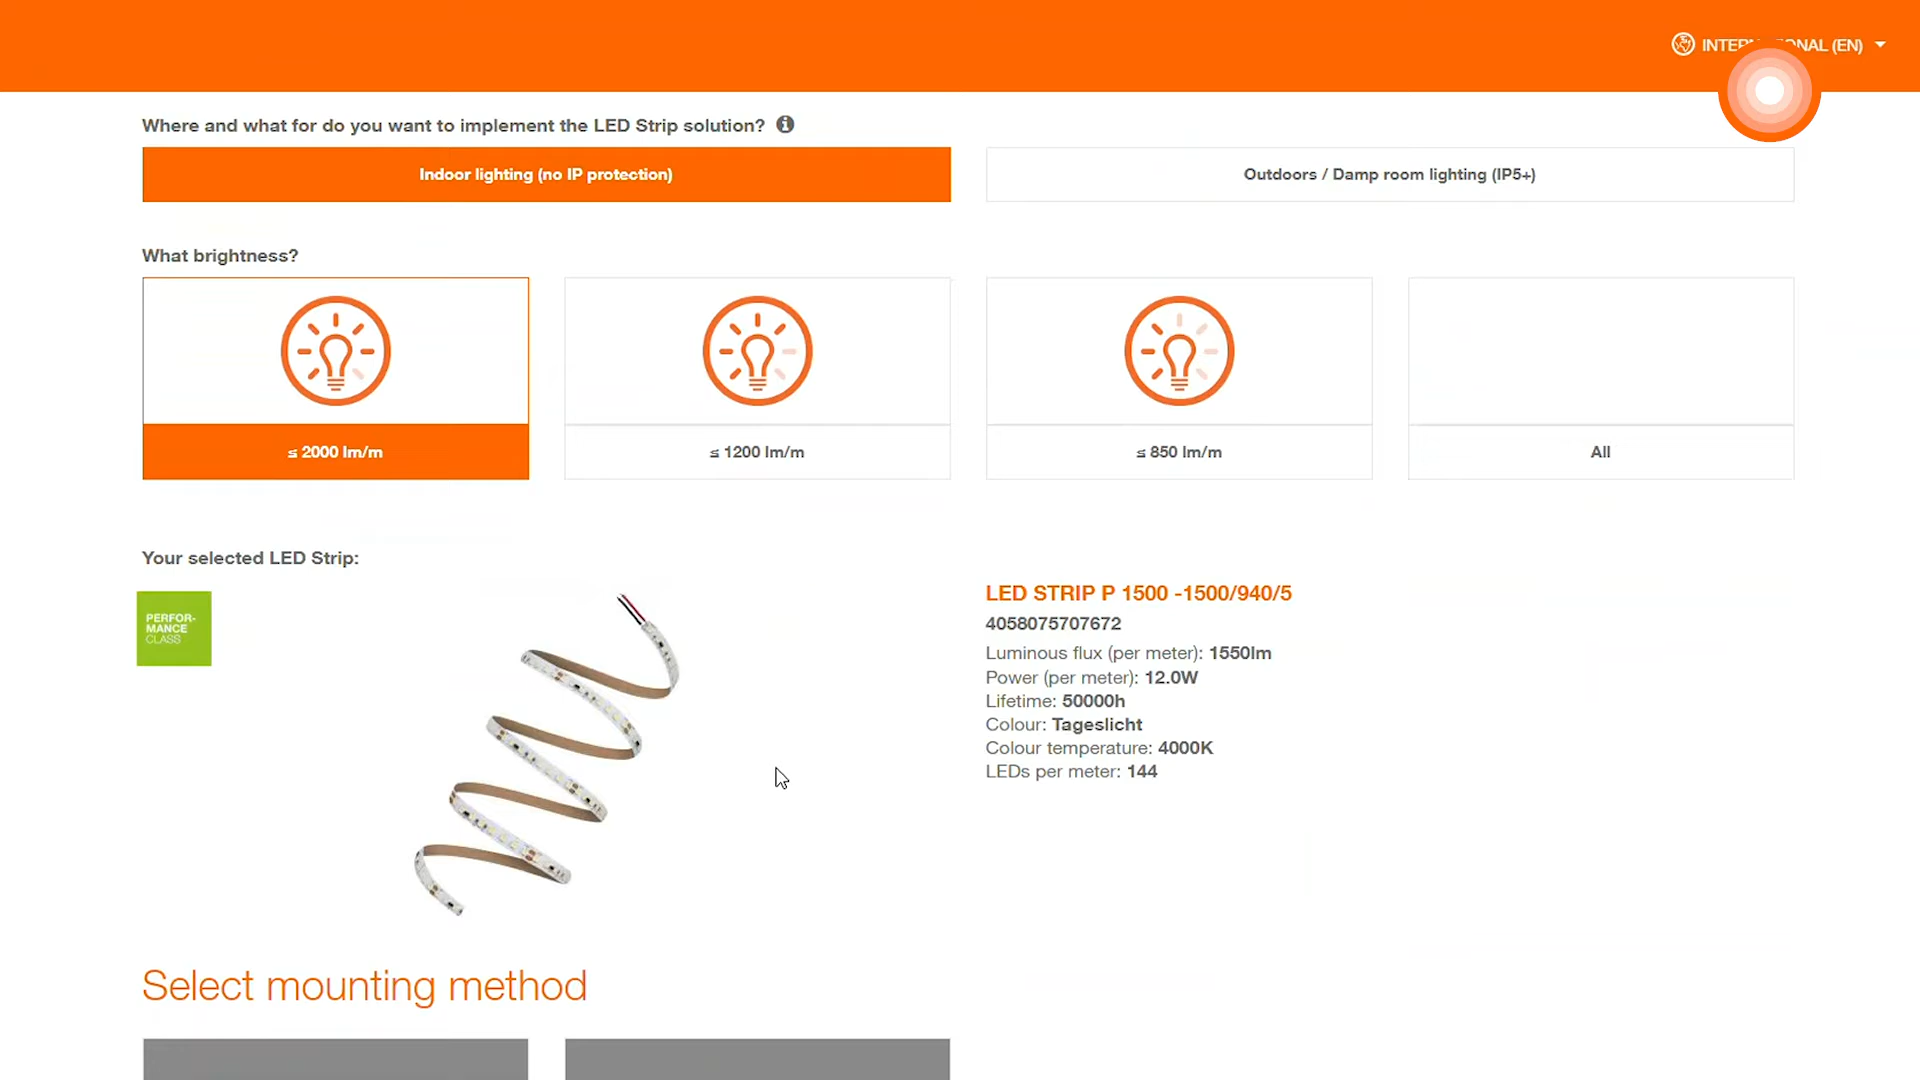 INTERNATIONAL (EN)
Where and what for do you want to implement the LED Strip solution?
Indoor lighting (no IP protection)
Outdoors / Damp room lighting (IP5+)
What brightness?
≤ 2000 lm/m
≤ 1200 lm/m
≤ 850 lm/m
All
Your selected LED Strip:
PERFOR-
MANCE
CLASS
LED STRIP P 1500 -1500/940/5
4058075707672
Luminous flux (per meter): 1550lm
Power (per meter): 12.0W
Lifetime: 50000h
Colour: Tageslicht
Colour temperature: 4000K
LEDs per meter: 144
Select mounting method